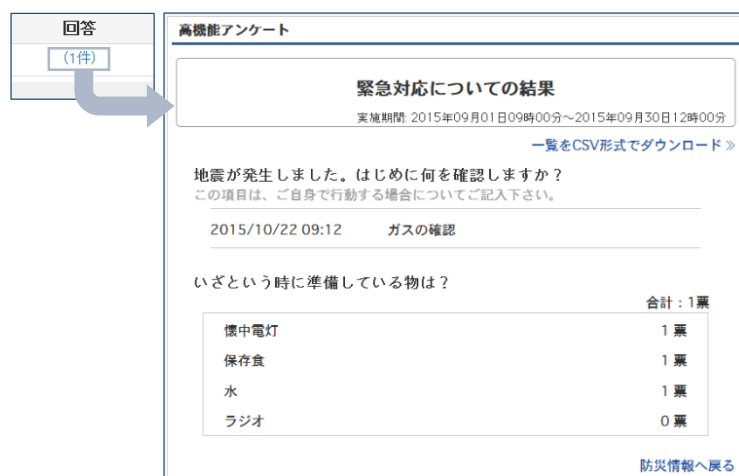 回答
(1件)
高機能アンケート
緊急対応についての結果
実施期間: 2015年09月01日09時00分～2015年09月30日12時00分
一覧をCSV形式でダウンロード »
地震が発生しました。はじめに何を確認しますか？
この項目は、ご自身で行動する場合についてご記入下さい。
2015/10/22 09:12 ガスの確認
いざという時に準備している物は？
合計：1票
懐中電灯 1 票
保存食 1 票
水 1 票
ラジオ 0 票
防災情報へ戻る